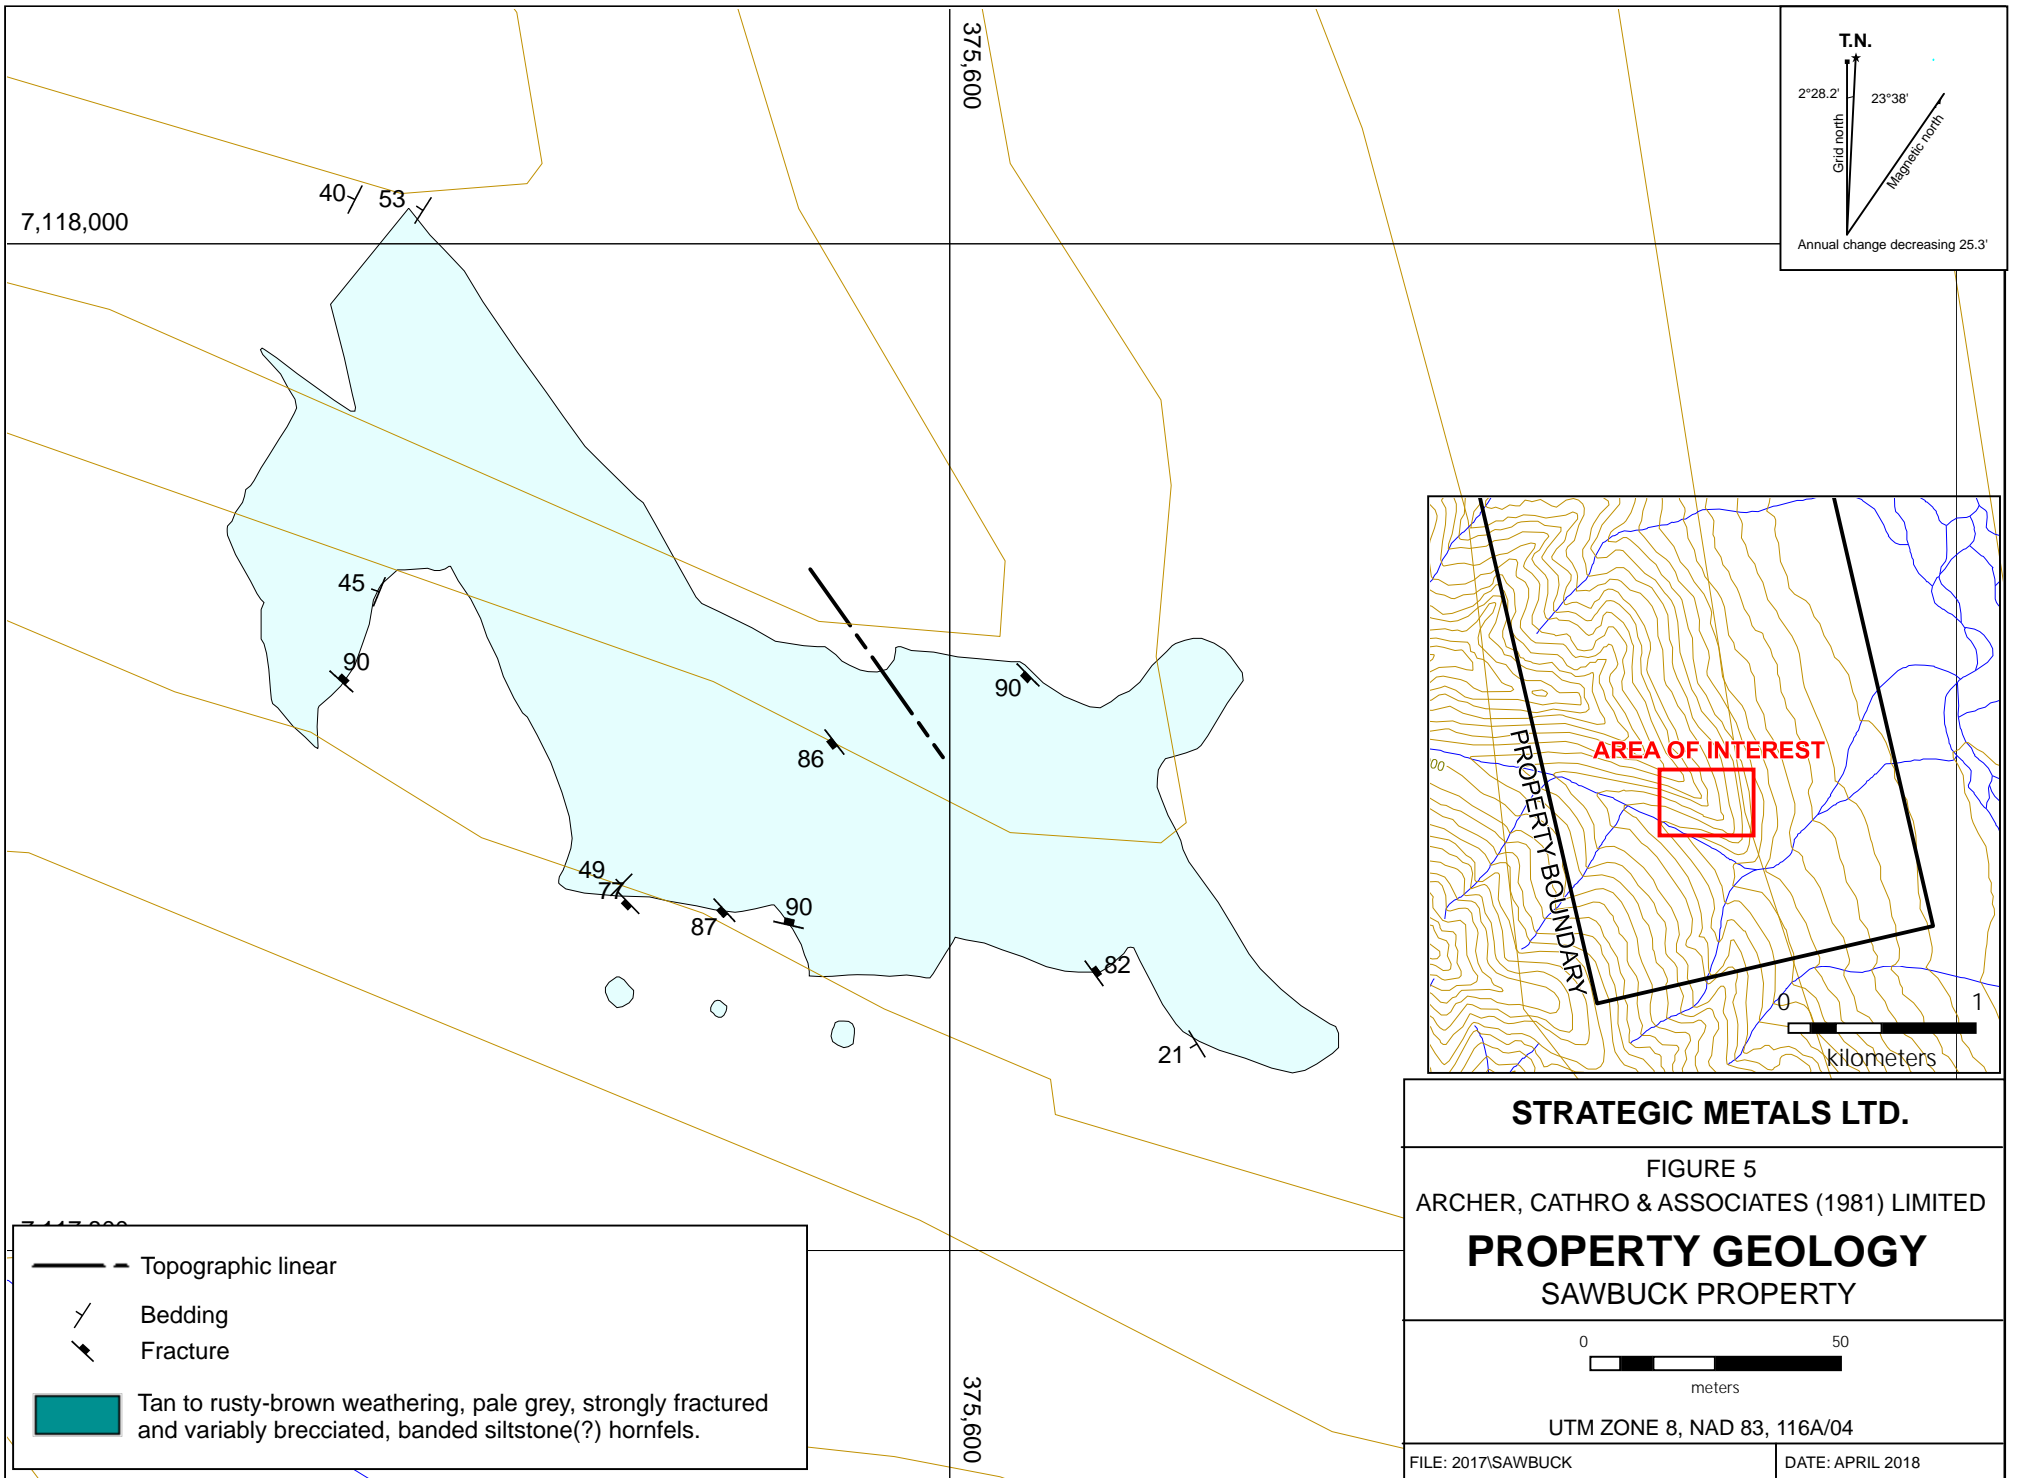 375,600
T.N.
2°28.2'
23°38'
Grid north
Magnetic north
Annual change decreasing 25.3'
40
53
7,118,000
45
90
90
86
49
77
87
90
82
21
00
AREA OF INTEREST
PROPERTY BOUNDARY
0 1
kilometers
STRATEGIC METALS LTD.
FIGURE 5
ARCHER, CATHRO & ASSOCIATES (1981) LIMITED
PROPERTY GEOLOGY
SAWBUCK PROPERTY
0 50
meters
UTM ZONE 8, NAD 83, 116A/04
FILE: 2017\SAWBUCK
DATE: APRIL 2018
Topographic linear
Bedding
Fracture
Tan to rusty-brown weathering, pale grey, strongly fractured
and variably brecciated, banded siltstone(?) hornfels.
375,600